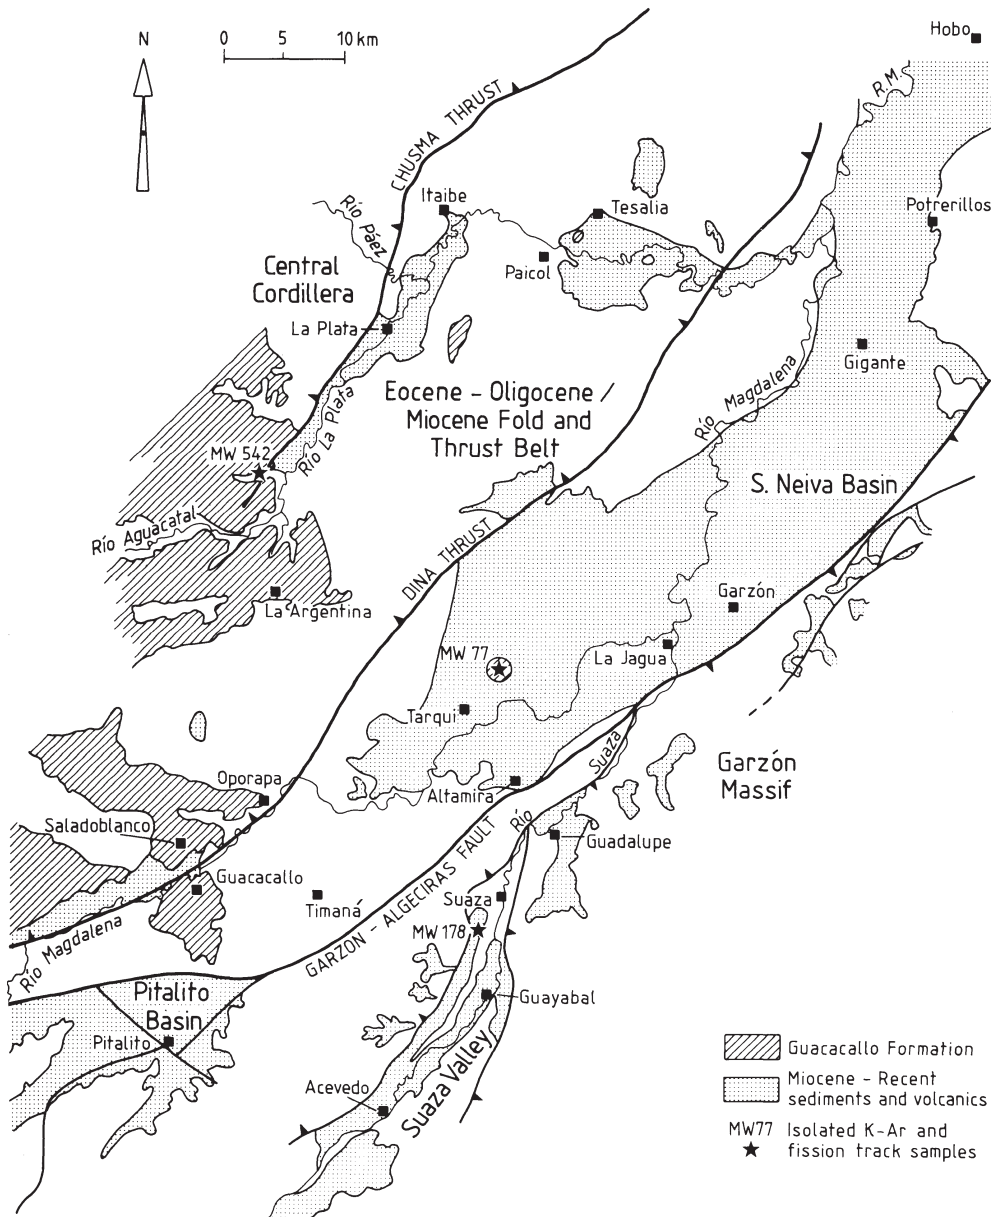 Hobo
N
0 5 10 km
R.M.
CHUSMA THRUST
Itaibe
Río Páez
Tesalia
Potrerillos
Central
Cordillera
Paicol
La Plata
Gigante
Eocene - Oligocene /
Miocene Fold and
Thrust Belt
Río Magdalena
Río La Plata
MW 542
S. Neiva Basin
Río Aguacatal
DINA THRUST
La Argentina
Garzón
MW 77
La Jagua
Tarqui
Suaza
Garzón
Massif
Oporapa
Altamira
Río
Saladoblanco
Guadalupe
Guacacallo
Timaná
Suaza
GARZON - ALGECIRAS FAULT
MW 178
Río Magdalena
Pitalito
Basin
Guayabal
Pitalito
Suaza Valley
Acevedo
Guacacallo Formation
Miocene - Recent
sediments and volcanics
MW77 Isolated K-Ar and
fission track samples